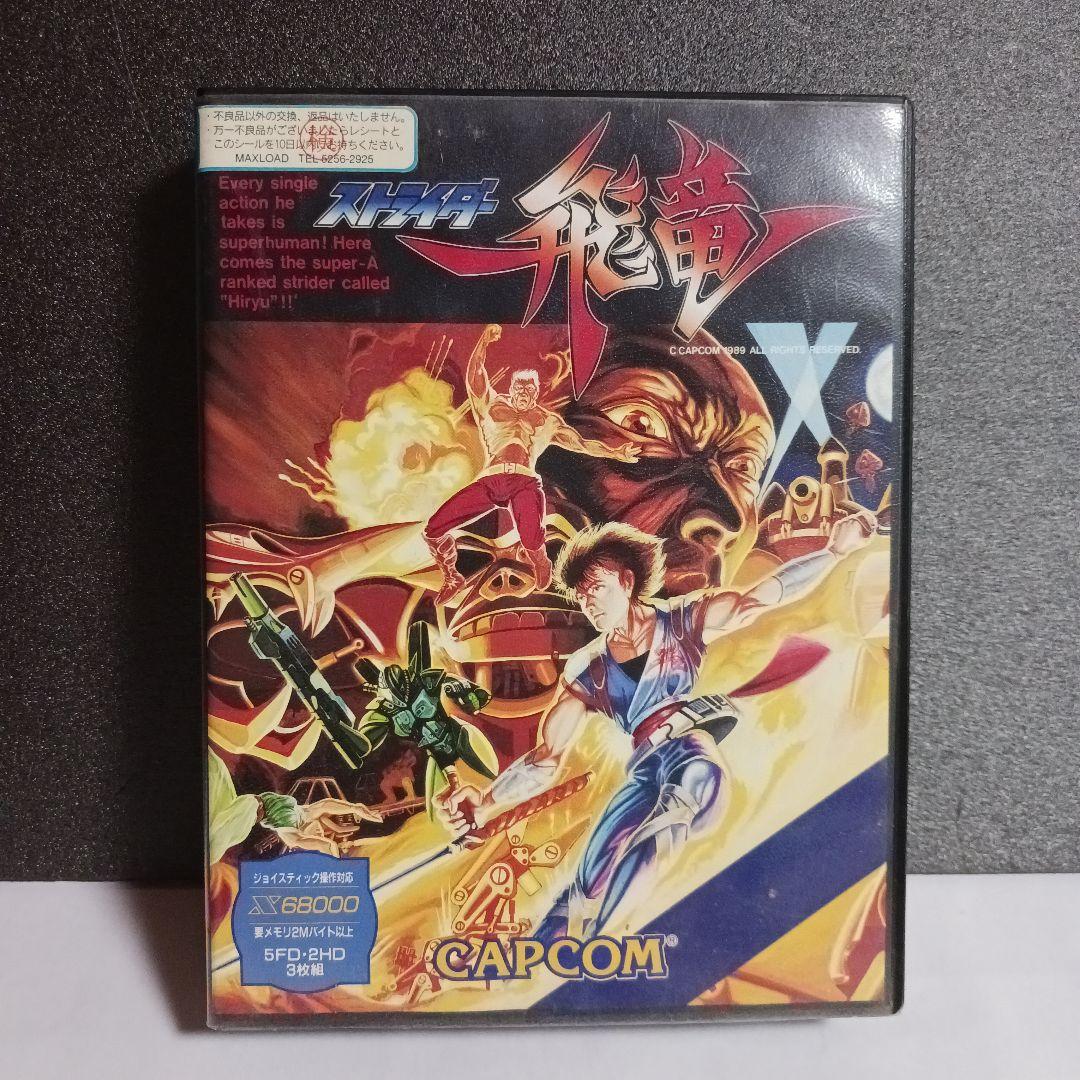 ・不良品以外の交換、返品はいたしません。
・万一不良品がございましたらレシートと
このシールを10日以内にお持ちください。
MAXLOAD TEL 5256-2925
検
Every single
action he
takes is
superhuman! Here
comes the super-A
ranked strider called
"Hiryu"!!
ストライダー
飛竜
C CAPCOM 1989 ALL RIGHTS RESERVED.
X
ジョイスティック操作対応
X68000
要メモリ2Mバイト以上
5FD・2HD
3枚組
CAPCOM®